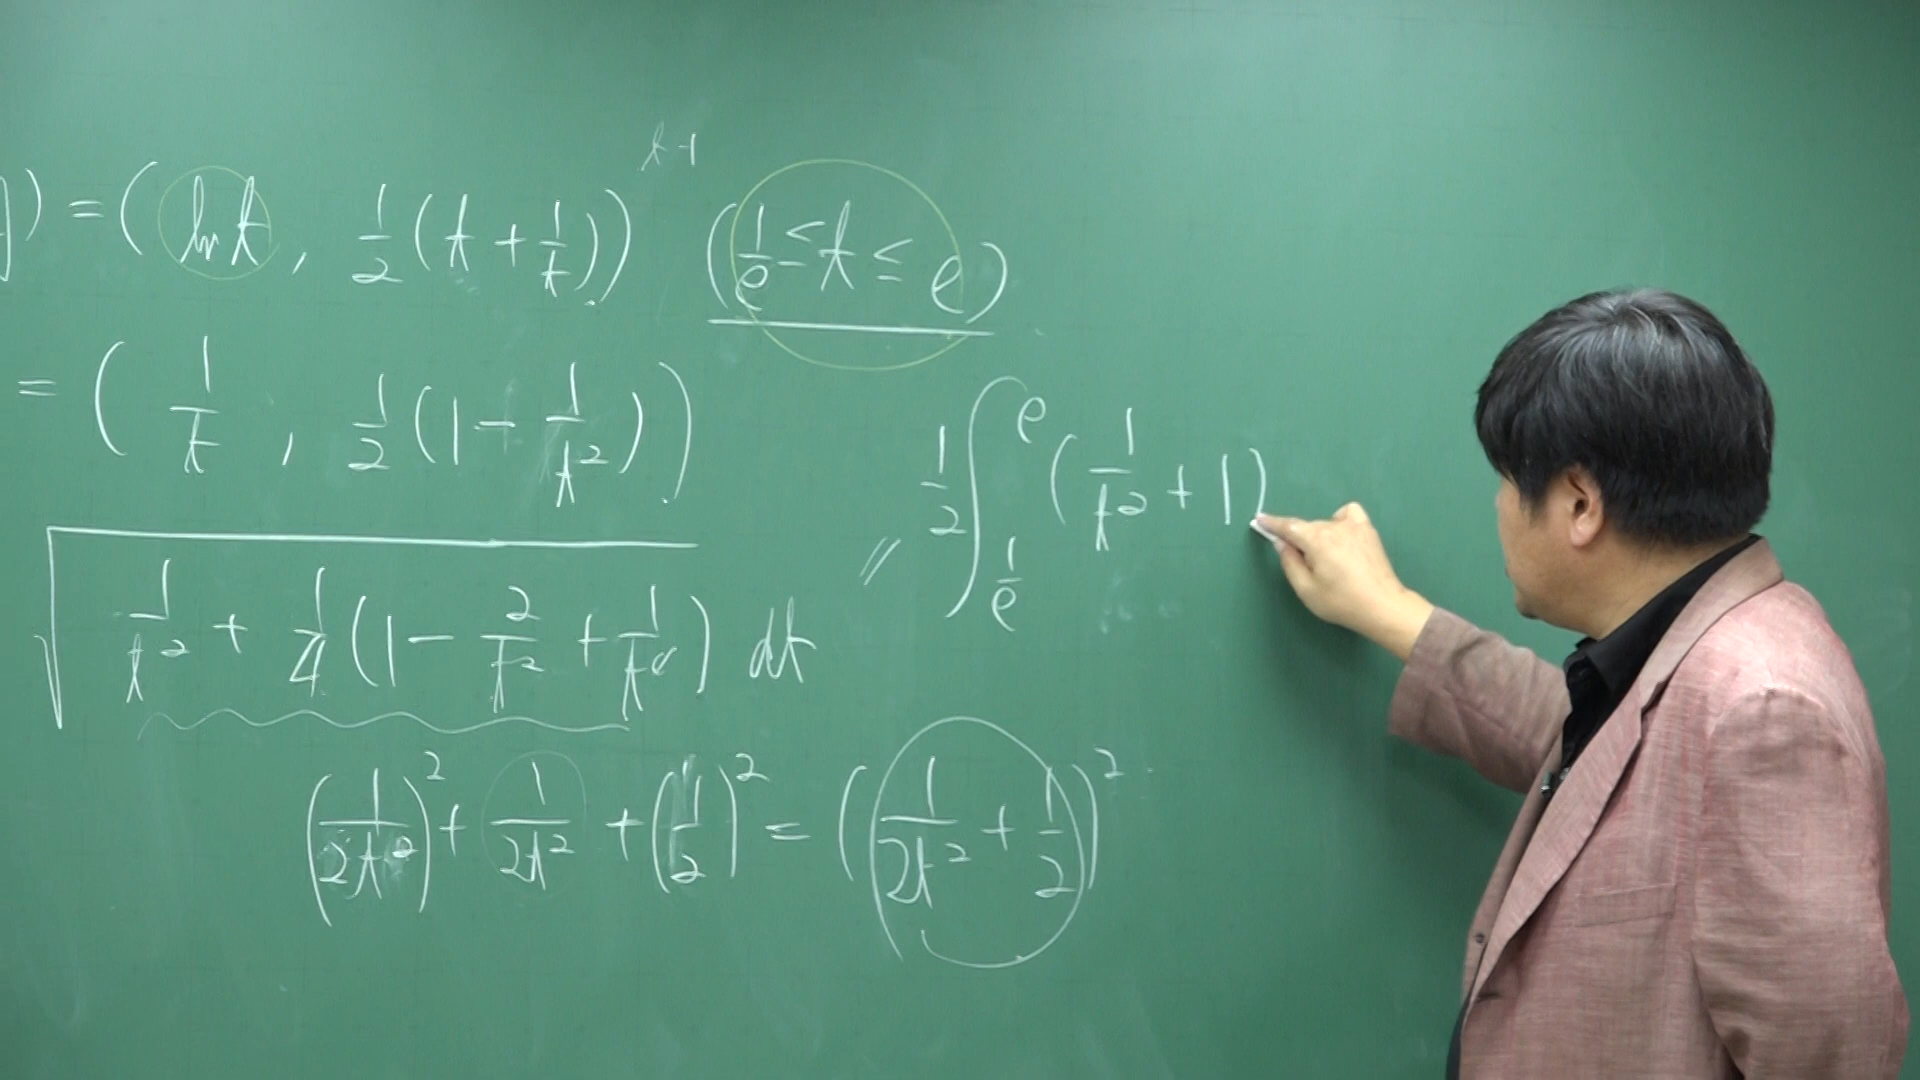 t-1
) = (ln t, 1/2(t + 1/t)) (1/e ≤ t ≤ e)
= (1/t, 1/2(1 - 1/t²))
1/2 ∫_{1/e}^{e} (1/t² + 1)
√(1/t² + 1/4(1 - 2/t² + 1/t⁴)) dt
(1/2t²)² + 1/2t² + (1/2)² = (1/2t² + 1/2)²